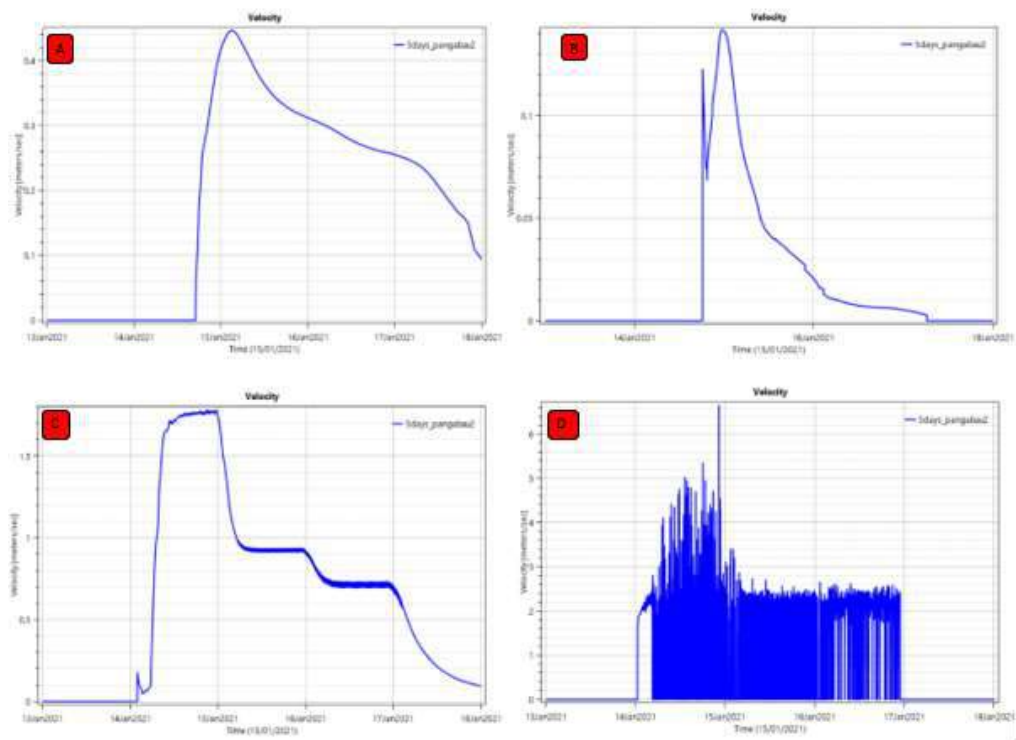 Velocity
A
5days_pangabau2
0.4
0.3
0.2
0.1
0
Velocity [meters/sec]
13Jan2021 14Jan2021 15Jan2021 16Jan2021 17Jan2021 18Jan2021
Time (15/01/2021)
Velocity
B
5days_pangabau2
0.1
0.05
0
Velocity [meters/sec]
14Jan2021 16Jan2021 18Jan2021
Time (15/01/2021)
Velocity
C
5days_pangabau2
1.5
1
0.5
0
Velocity [meters/sec]
13Jan2021 14Jan2021 15Jan2021 16Jan2021 17Jan2021 18Jan2021
Time (15/01/2021)
Velocity
D
5days_pangabau2
6
5
4
3
2
1
0
Velocity [meters/sec]
13Jan2021 14Jan2021 15Jan2021 16Jan2021 17Jan2021 18Jan2021
Time (15/01/2021)